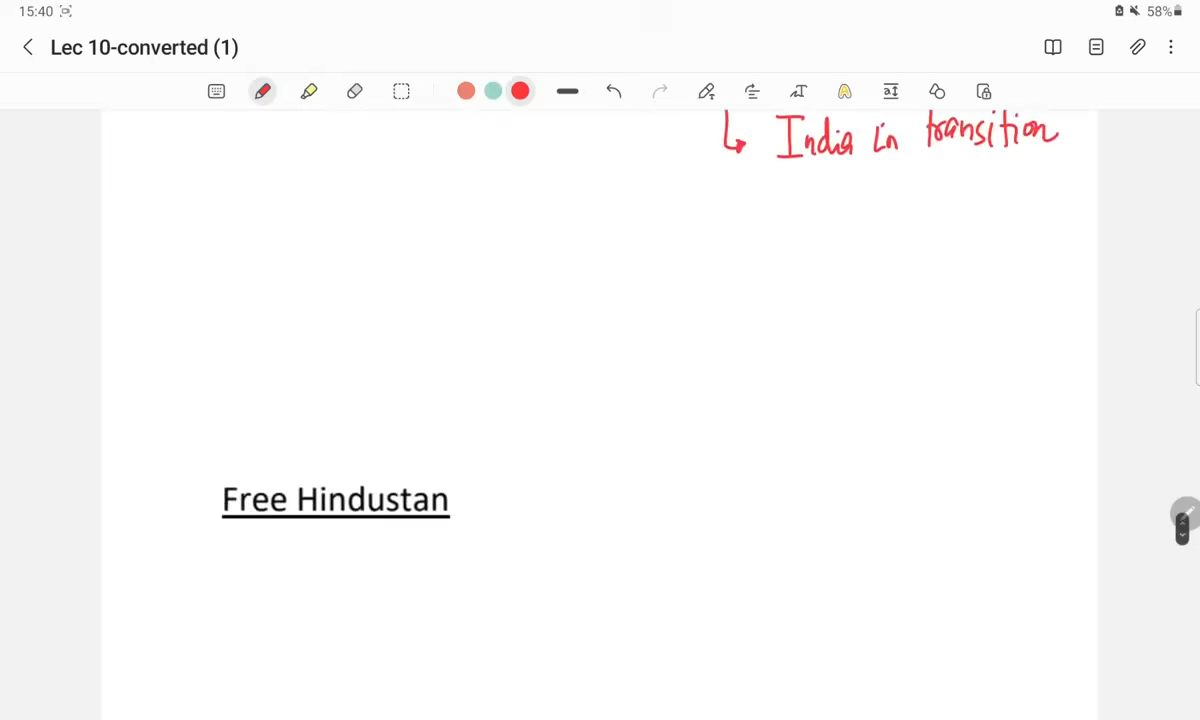 15:40 58%
Lec 10-converted (1)
India in transition
Free Hindustan